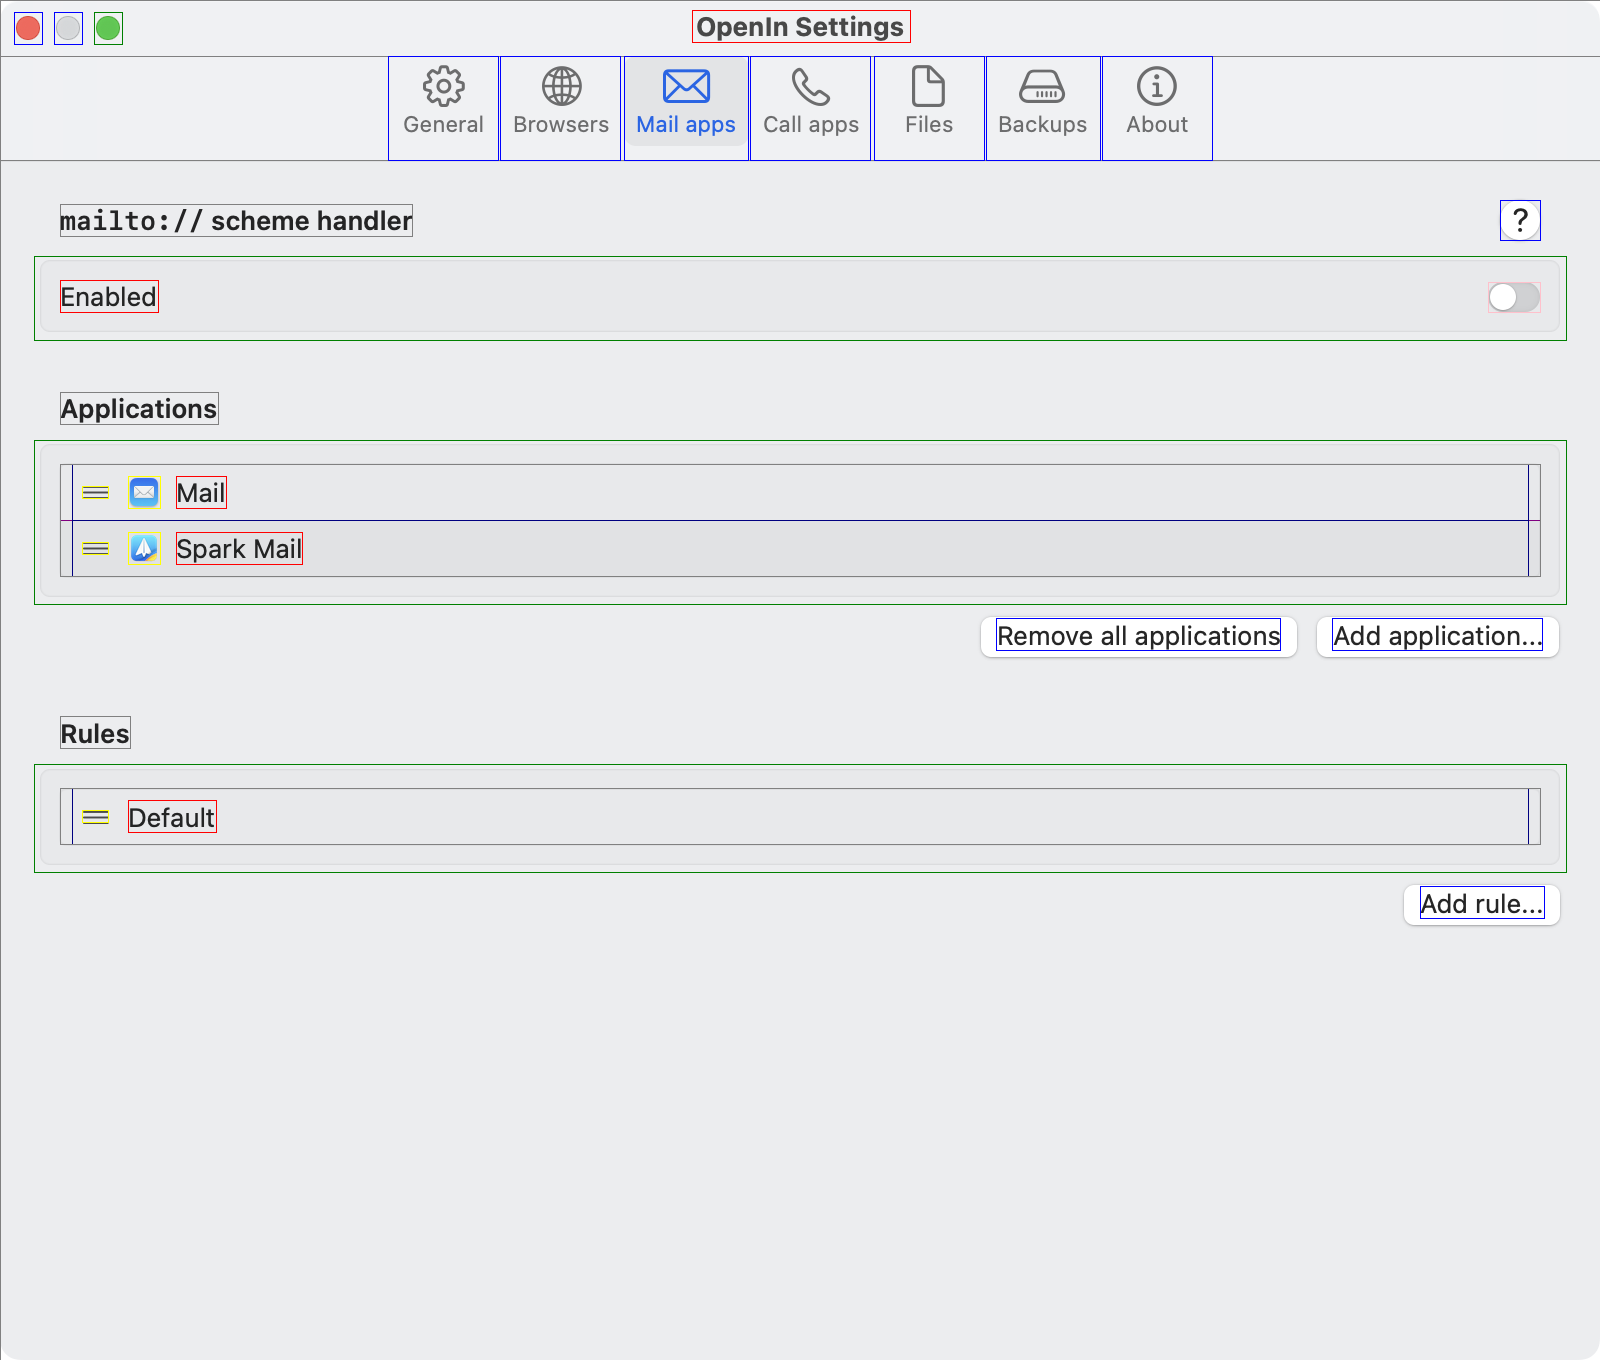 OpenIn Settings
General Browsers Mail apps Call apps Files Backups About
mailto:// scheme handler ?
Enabled
Applications
Mail
Spark Mail
Remove all applications Add application...
Rules
Default
Add rule...